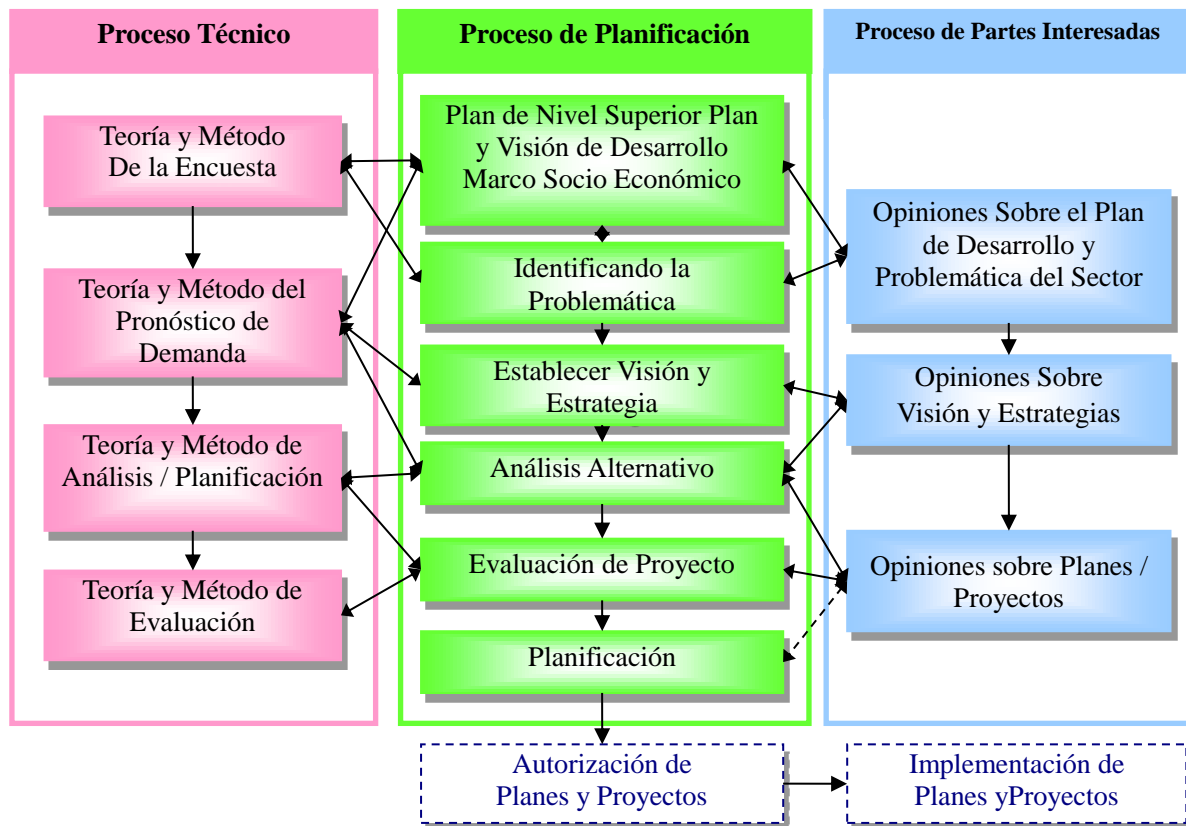 Proceso Técnico
Teoría y Método
De la Encuesta
Teoría y Método del
Pronóstico de
Demanda
Teoría y Método de
Análisis / Planificación
Teoría y Método de
Evaluación
Proceso de Planificación
Plan de Nivel Superior Plan
y Visión de Desarrollo
Marco Socio Económico
Identificando la
Problemática
Establecer Visión y
Estrategia
Análisis Alternativo
Evaluación de Proyecto
Planificación
Proceso de Partes Interesadas
Opiniones Sobre el Plan
de Desarrollo y
Problemática del Sector
Opiniones Sobre
Visión y Estrategias
Opiniones sobre Planes /
Proyectos
Autorización de
Planes y Proyectos
Implementación de
Planes yProyectos